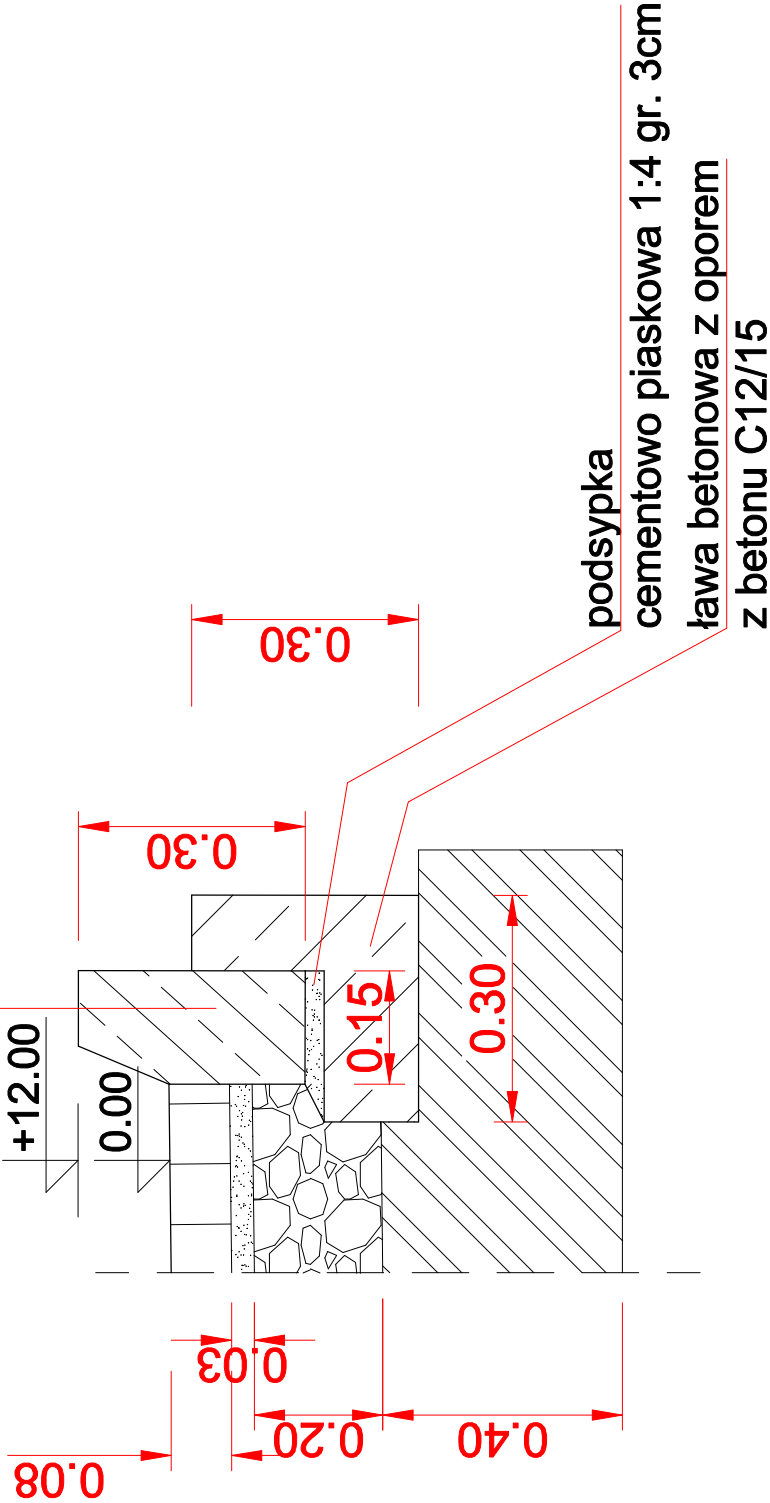 podsypka
cementowo piaskowa 1:4 gr. 3cm
ława betonowa z oporem
z betonu C12/15
+12.00
0.00
0.30
0.30
0.15
0.30
0.03
0.08
0.20
0.40